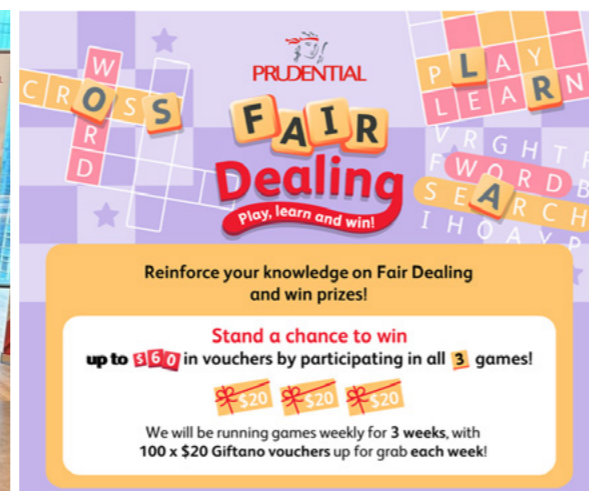 PRUDENTIAL
CROSS
WORD
PLAY
LEARN
FAIR
Dealing
Play, learn and win!
VRGHTF
FWORDB
SEARCH
IHOAYP
Reinforce your knowledge on Fair Dealing
and win prizes!
Stand a chance to win
up to $60 in vouchers by participating in all 3 games!
$20 $20 $20
We will be running games weekly for 3 weeks, with
100 x $20 Giftano vouchers up for grab each week!